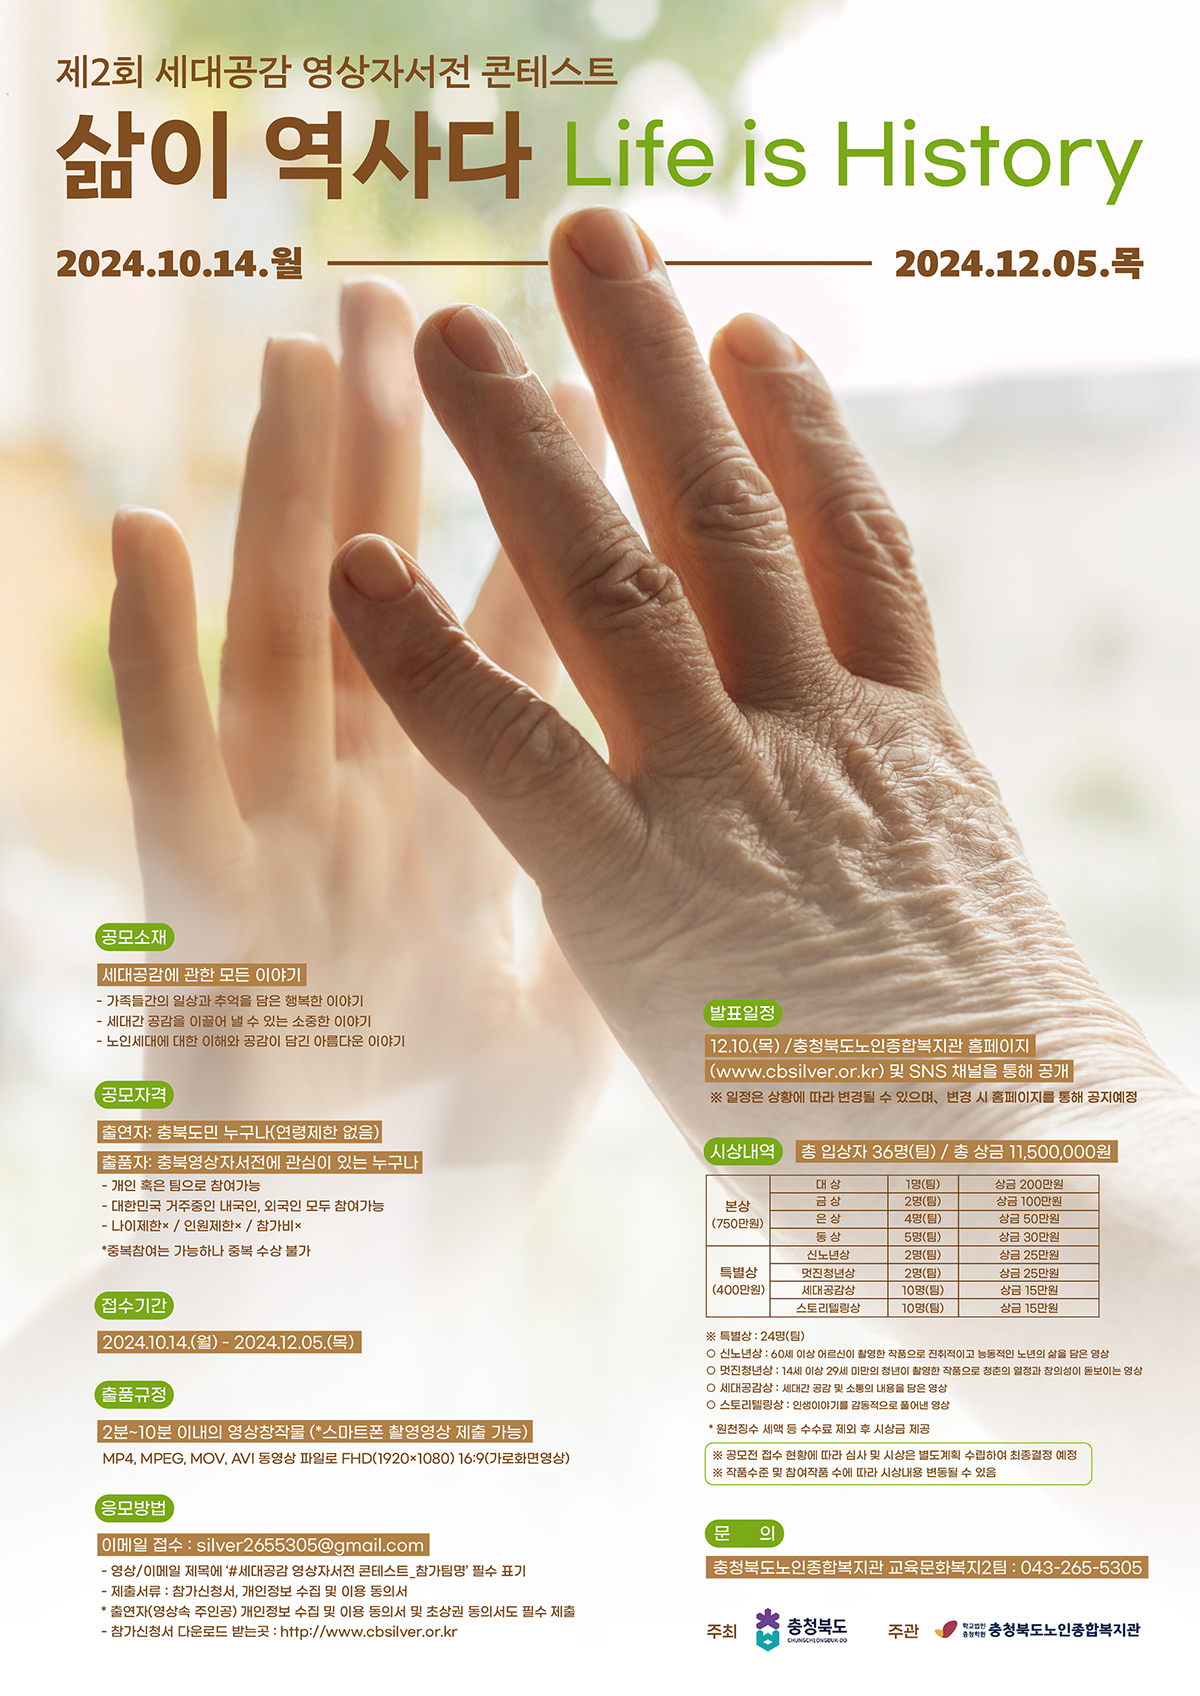 제2회 세대공감 영상자서전 콘테스트
삶이 역사다 Life is History
2024.10.14.월
2024.12.05.목
공모소재
세대공감에 관한 모든 이야기
- 가족들간의 일상과 추억을 담은 행복한 이야기
- 세대간 공감을 이끌어 낼 수 있는 소중한 이야기
- 노인세대에 대한 이해와 공감이 담긴 아름다운 이야기
공모자격
출연자: 충북도민 누구나(연령제한 없음)
출품자: 충북영상자서전에 관심이 있는 누구나
- 개인 혹은 팀으로 참여가능
- 대한민국 거주중인 내국인, 외국인 모두 참여가능
- 나이제한× / 인원제한× / 참가비×
*중복참여는 가능하나 중복 수상 불가
접수기간
2024.10.14.(월) - 2024.12.05.(목)
출품규정
2분~10분 이내의 영상창작물 (*스마트폰 촬영영상 제출 가능)
MP4, MPEG, MOV, AVI 동영상 파일로 FHD(1920×1080) 16:9(가로화면영상)
응모방법
이메일 접수 : silver2655305@gmail.com
- 영상/이메일 제목에 '#세대공감 영상자서전 콘테스트_참가팀명' 필수 표기
- 제출서류 : 참가신청서, 개인정보 수집 및 이용 동의서
* 출연자(영상속 주인공) 개인정보 수집 및 이용 동의서 및 초상권 동의서도 필수 제출
- 참가신청서 다운로드 받는곳 : http://www.cbsilver.or.kr
발표일정
12.10.(목) /충청북도노인종합복지관 홈페이지
(www.cbsilver.or.kr) 및 SNS 채널을 통해 공개
※ 일정은 상황에 따라 변경될 수 있으며, 변경 시 홈페이지를 통해 공지예정
시상내역 총 입상자 36명(팀) / 총 상금 11,500,000원
본상
(750만원)
대 상 1명(팀) 상금 200만원
금 상 2명(팀) 상금 100만원
은 상 4명(팀) 상금 50만원
동 상 5명(팀) 상금 30만원
특별상
(400만원)
신노년상 2명(팀) 상금 25만원
멋진청년상 2명(팀) 상금 25만원
세대공감상 10명(팀) 상금 15만원
스토리텔링상 10명(팀) 상금 15만원
※ 특별상 : 24명(팀)
○ 신노년상 : 60세 이상 어르신이 촬영한 작품으로 진취적이고 능동적인 노년의 삶을 담은 영상
○ 멋진청년상 : 14세 이상 29세 미만의 청년이 촬영한 작품으로 청춘의 열정과 창의성이 돋보이는 영상
○ 세대공감상 : 세대간 공감 및 소통의 내용을 담은 영상
○ 스토리텔링상 : 인생이야기를 감동적으로 풀어낸 영상
* 원천징수 세액 등 수수료 제외 후 시상금 제공
※ 공모전 접수 현황에 따라 심사 및 시상은 별도계획 수립하여 최종결정 예정
※ 작품수준 및 참여작품 수에 따라 시상내용 변동될 수 있음
문 의
충청북도노인종합복지관 교육문화복지2팀 : 043-265-5305
주최 충청북도
CHUNGCHEONGBUK-DO
주관 학교법인 충청학원 충청북도노인종합복지관